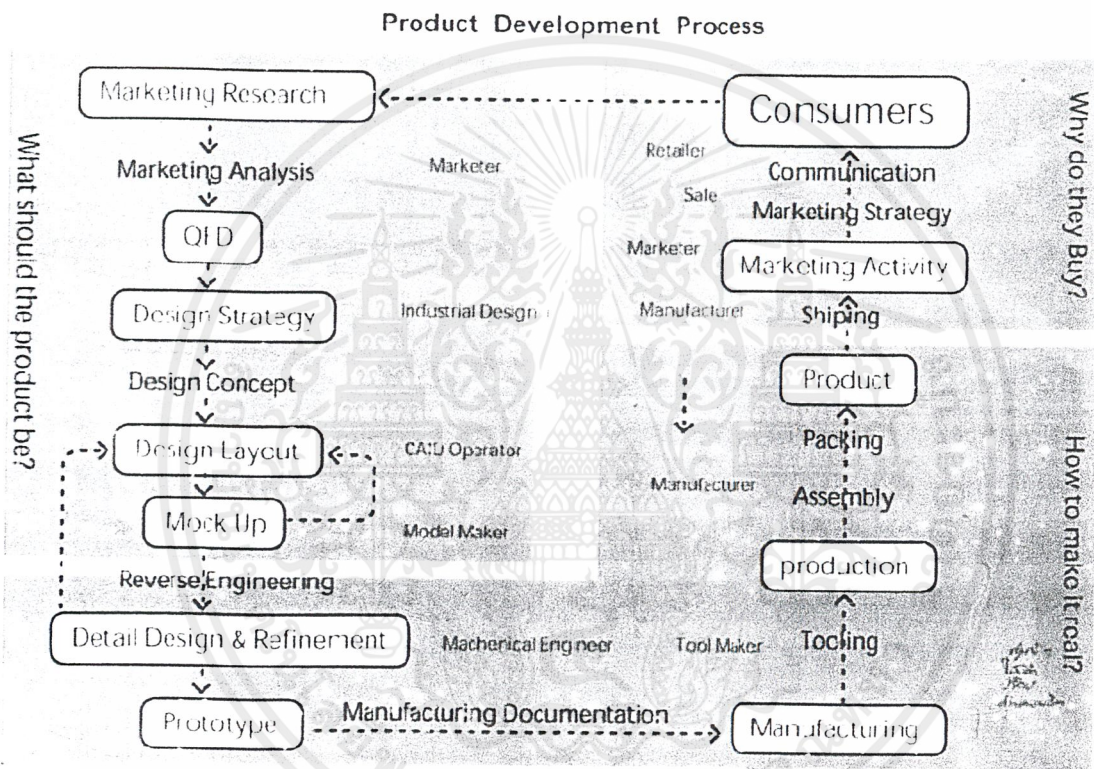 Product Development Process
What should the product be?
Marketing Research
Marketing Analysis
QFD
Design Strategy
Design Concept
Design Layout
Mock Up
Reverse Engineering
Detail Design & Refinement
Prototype
Manufacturing Documentation
Marketer
Industrial Design
CAID Operator
Model Maker
Macherical Engineer
Retailer
Sale
Marketer
Manufacturer
Manufacturer
Tool Maker
Consumers
Communication
Marketing Strategy
Marketing Activity
Shiping
Product
Packing
Assembly
production
Tooling
Manufacturing
Why do they Buy?
How to make it real?